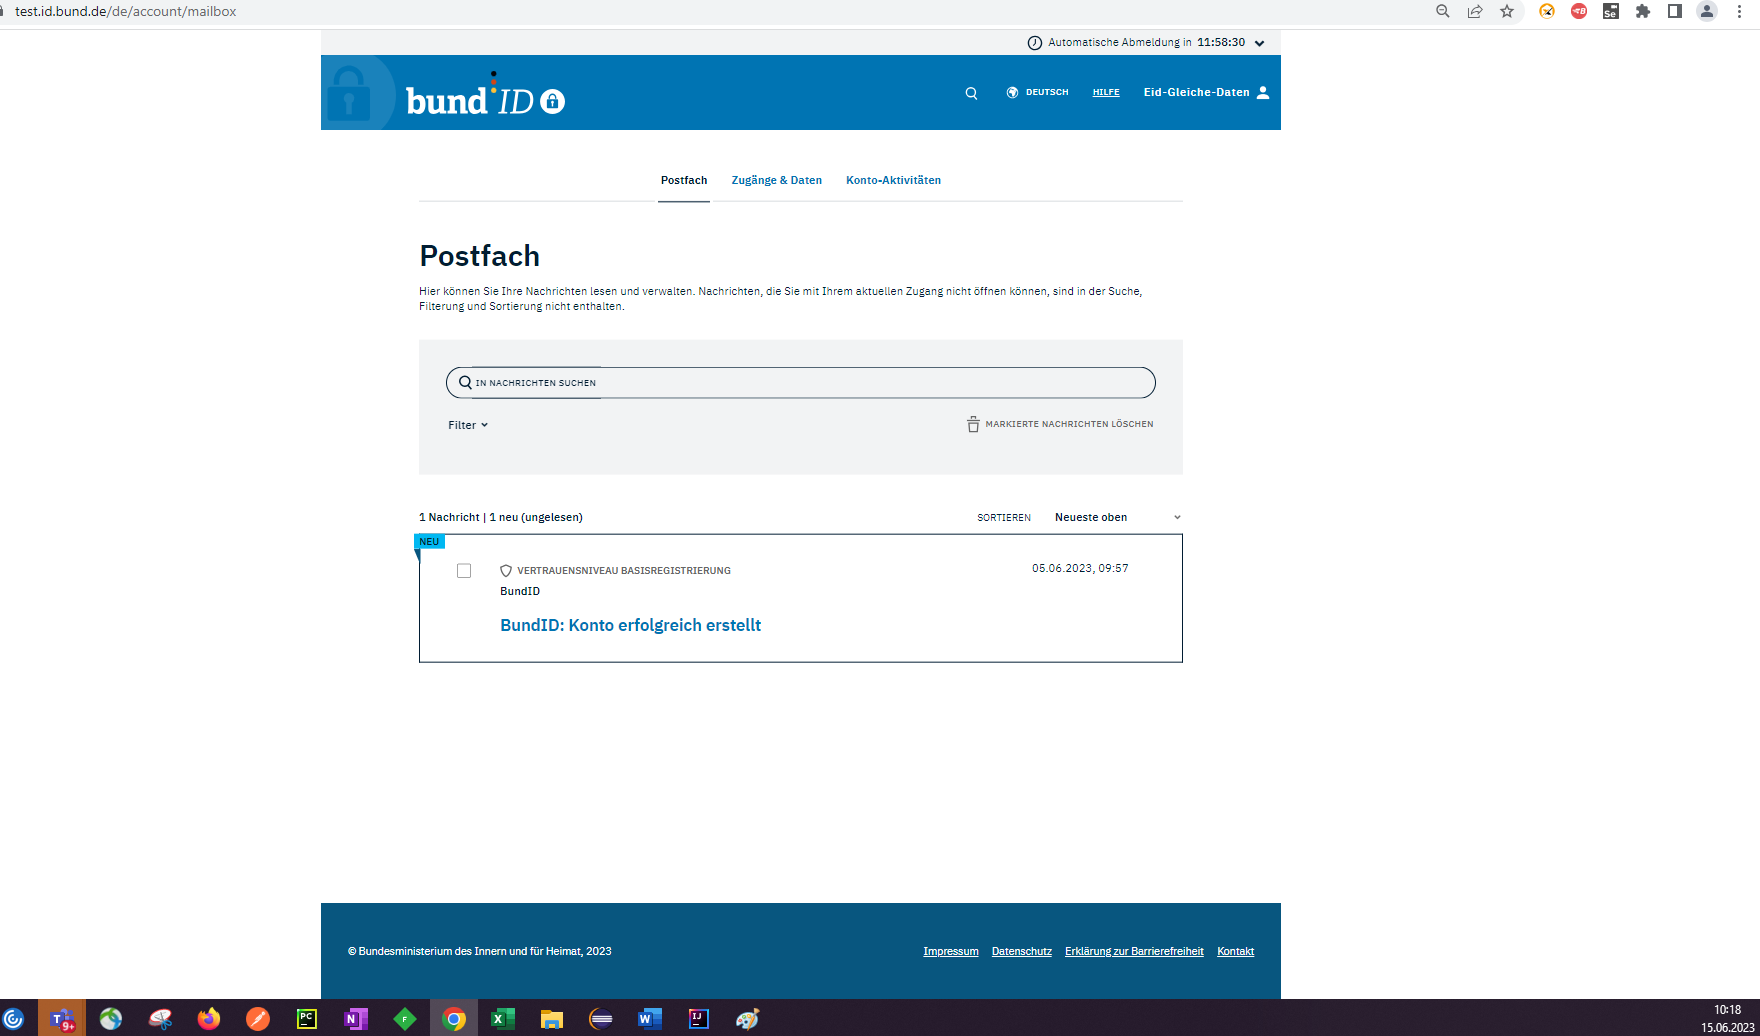 test.id.bund.de/de/account/mailbox
Automatische Abmeldung in 11:58:30
bund ID
DEUTSCH
HILFE
Eid-Gleiche-Daten
Postfach
Zugänge & Daten
Konto-Aktivitäten
Postfach
Hier können Sie Ihre Nachrichten lesen und verwalten. Nachrichten, die Sie mit Ihrem aktuellen Zugang nicht öffnen können, sind in der Suche,
Filterung und Sortierung nicht enthalten.
IN NACHRICHTEN SUCHEN
Filter
MARKIERTE NACHRICHTEN LÖSCHEN
1 Nachricht | 1 neu (ungelesen)
SORTIEREN
Neueste oben
NEU
VERTRAUENSNIVEAU BASISREGISTRIERUNG
05.06.2023, 09:57
BundID
BundID: Konto erfolgreich erstellt
© Bundesministerium des Innern und für Heimat, 2023
Impressum
Datenschutz
Erklärung zur Barrierefreiheit
Kontakt
Se
T
9+
PC
N
F
X
W
IJ
10:18
15.06.2023